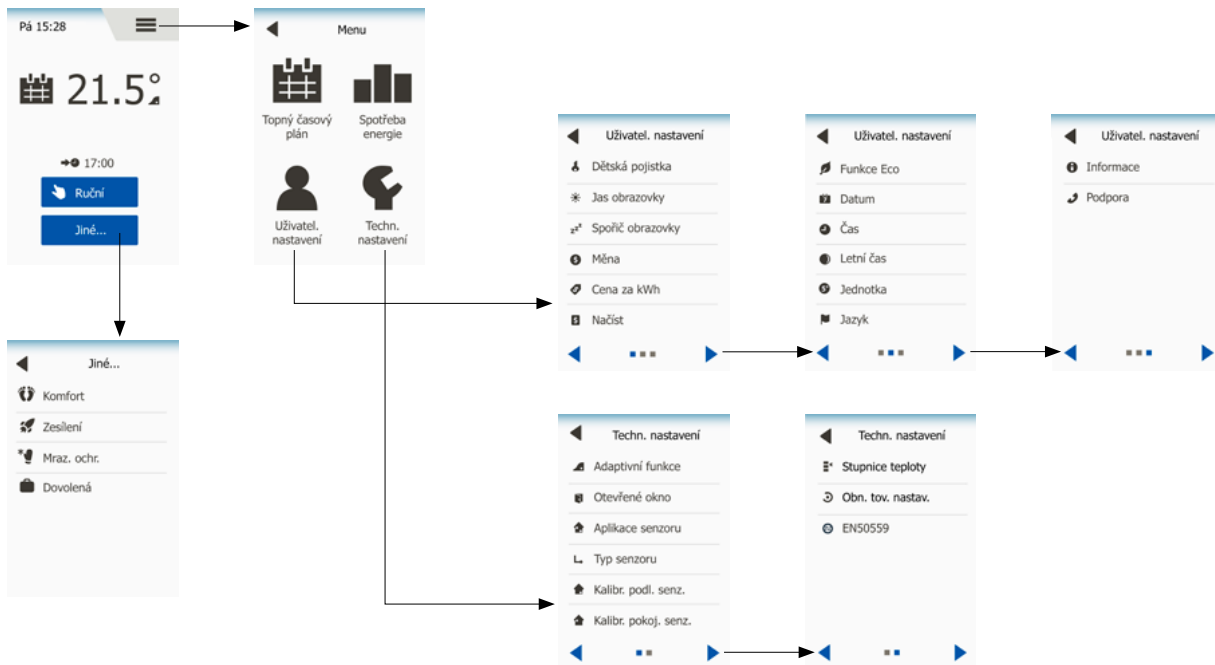 Pá 15:28
21.5°
17:00
Ruční
Jiné...
Menu
Topný časový
plán
Spotřeba
energie
Uživatel.
nastavení
Techn.
nastavení
Jiné...
Komfort
Zesílení
Mraz. ochr.
Dovolená
Uživatel. nastavení
Dětská pojistka
Jas obrazovky
Spořič obrazovky
Měna
Cena za kWh
Načíst
Uživatel. nastavení
Funkce Eco
Datum
Čas
Letní čas
Jednotka
Jazyk
Uživatel. nastavení
Informace
Podpora
Techn. nastavení
Adaptivní funkce
Otevřené okno
Aplikace senzoru
Typ senzoru
Kalibr. podl. senz.
Kalibr. pokoj. senz.
Techn. nastavení
Stupnice teploty
Obn. tov. nastav.
EN50559